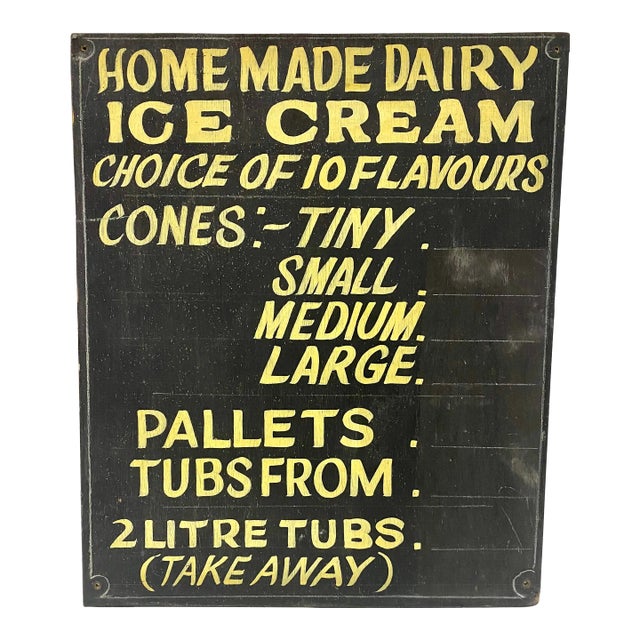 HOME MADE DAIRY
ICE CREAM
CHOICE OF 10 FLAVOURS
CONES:- TINY.
SMALL.
MEDIUM.
LARGE.
PALLETS.
TUBS FROM.
2 LITRE TUBS.
(TAKE AWAY)